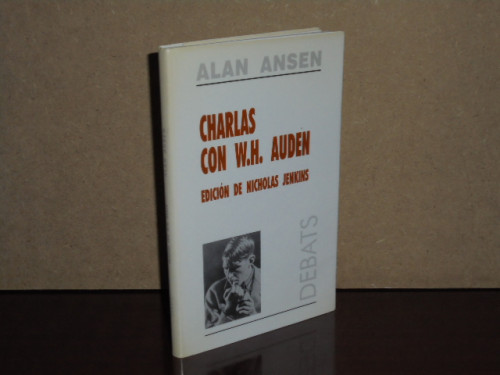 ALAN ANSEN
CHARLAS
CON W.H. AUDEN
EDICIÓN DE NICHOLAS JENKINS
DEBATS